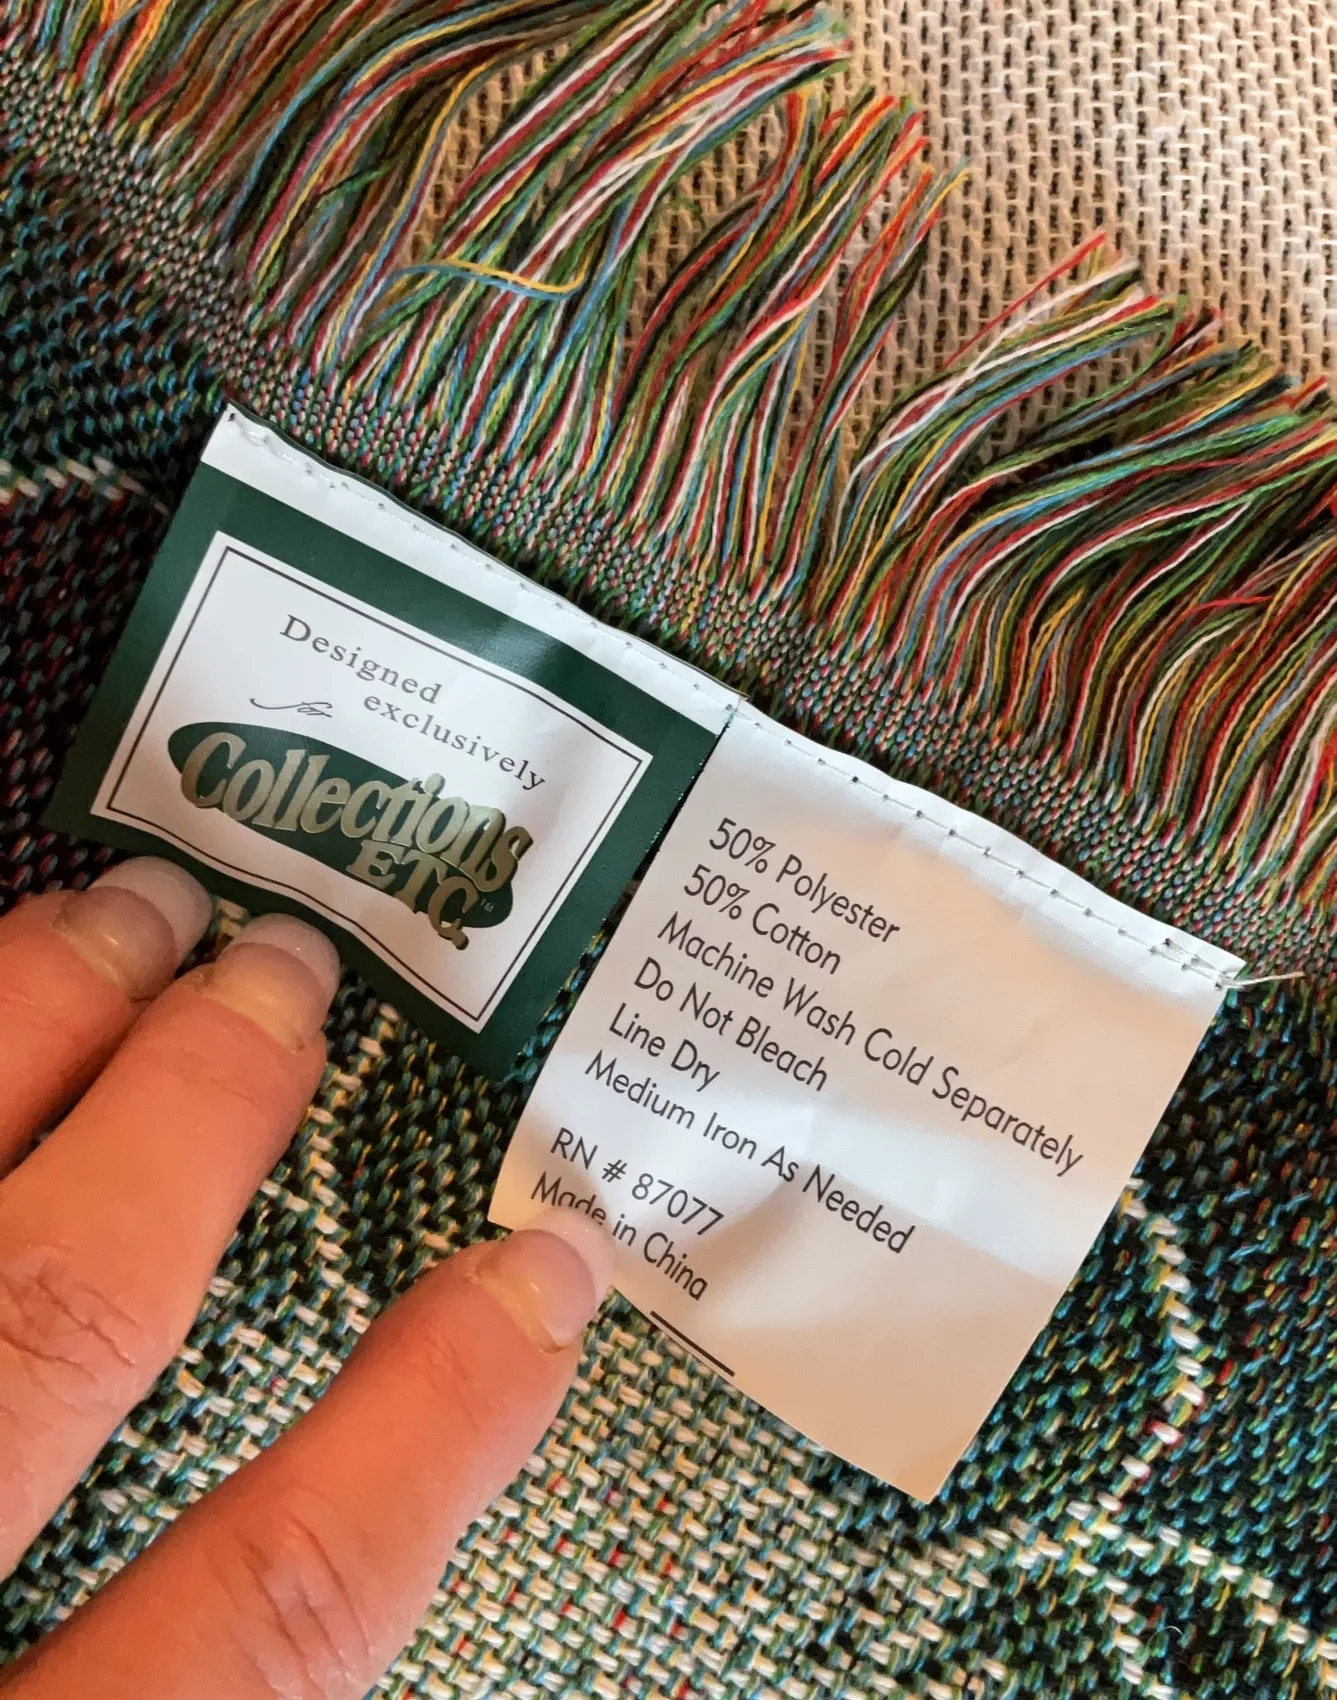 Designed
exclusively
for
Collections
ETC.™
50% Polyester
50% Cotton
Machine Wash Cold Separately
Do Not Bleach
Line Dry
Medium Iron As Needed
RN # 87077
Made in China